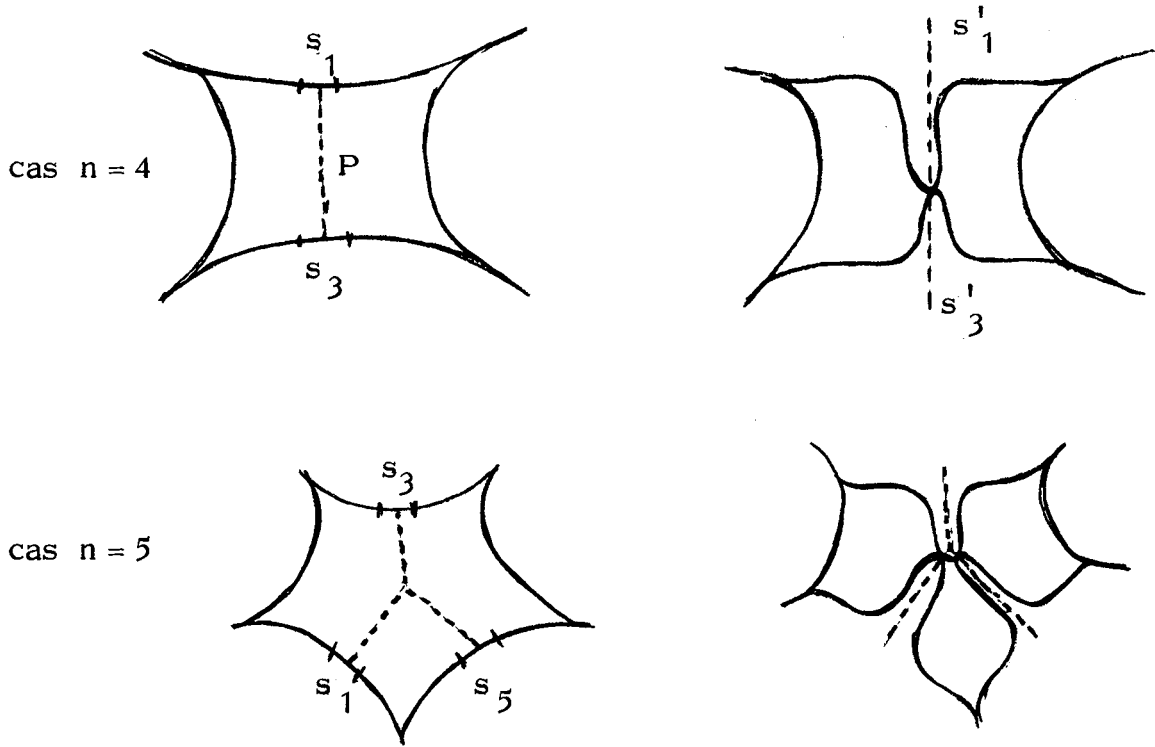 s₁
s'₁
cas n = 4
P
s₃
s'₃
s₃
cas n = 5
s₁
s₅